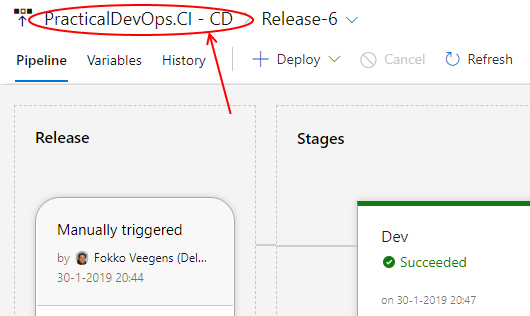 PracticalDevOps.CI - CD Release-6
Pipeline Variables History + Deploy Cancel Refresh
Release
Stages
Manually triggered
by Fokko Veegens (Del...
30-1-2019 20:44
Dev
Succeeded
on 30-1-2019 20:47